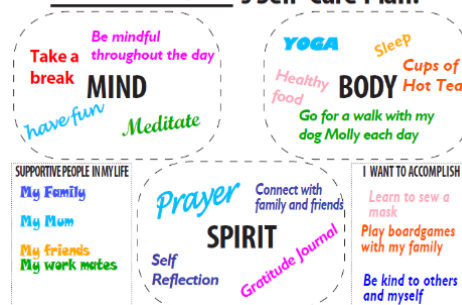 's Self-Care Plan!
Take a
break
Be mindful
throughout the day
MIND
have fun
Meditate
YOGA
Sleep
Cups of
Hot Tea
Healthy
food
BODY
Go for a walk with my
dog Molly each day
SUPPORTIVE PEOPLE IN MY LIFE
My Family
My Mum
My friends
My work mates
Prayer
Connect with
family and friends
SPIRIT
Self
Reflection
Gratitude Journal
I WANT TO ACCOMPLISH
Learn to sew a
mask
Play boardgames
with my family
Be kind to others
and myself